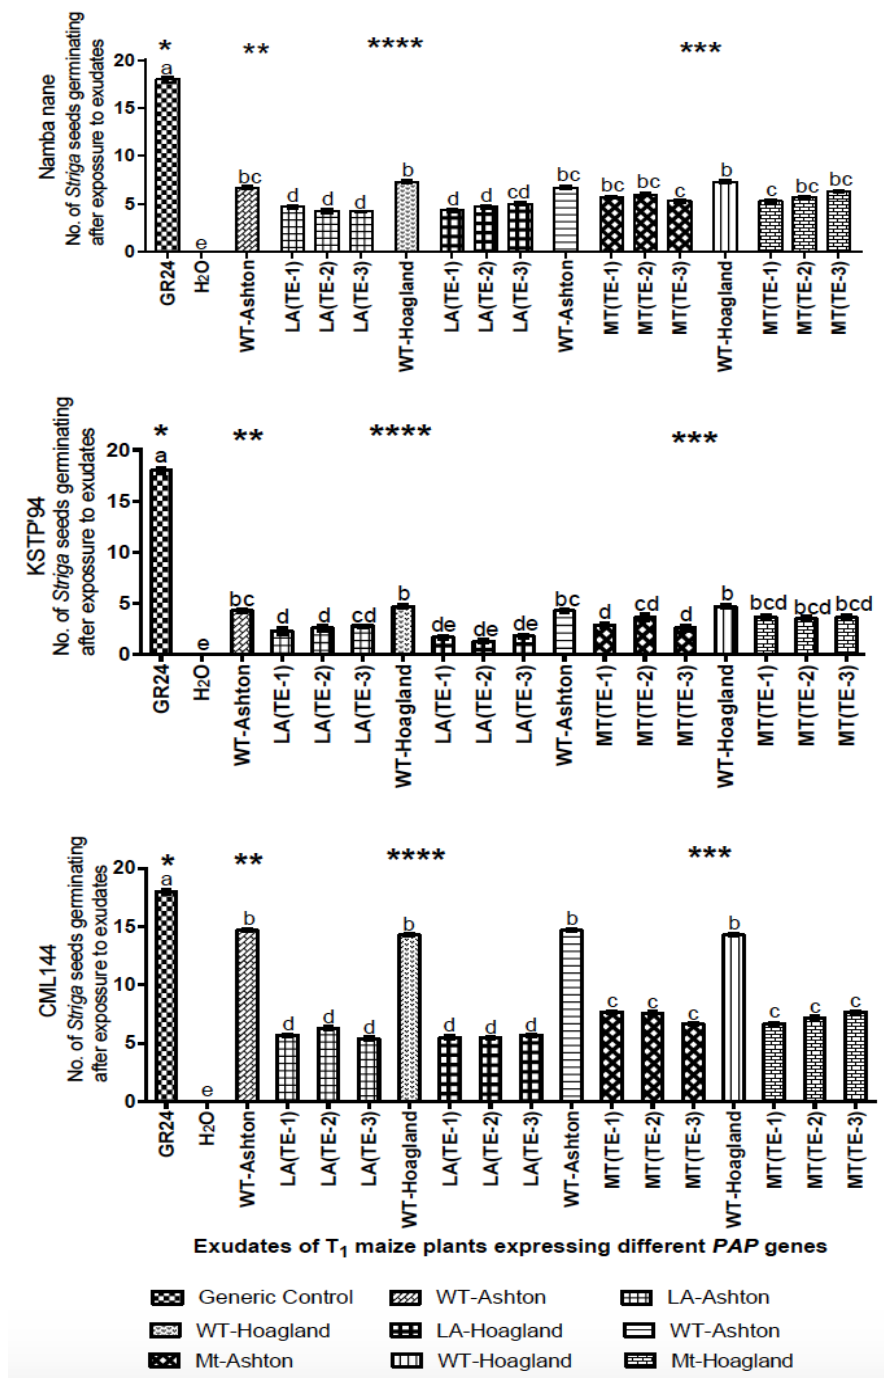 * ** **** ***
Namba nane
No. of Striga seeds germinating
after expossure to exudates
20
15
10
5
0
a e bc d d d b d d cd bc bc bc c b c bc bc
GR24 H2O WT-Ashton LA(TE-1) LA(TE-2) LA(TE-3) WT-Hoagland LA(TE-1) LA(TE-2) LA(TE-3) WT-Ashton MT(TE-1) MT(TE-2) MT(TE-3) WT-Hoagland MT(TE-1) MT(TE-2) MT(TE-3)
* ** **** ***
KSTP'94
No. of Striga seeds germinating
after expossure to exudates
20
15
10
5
0
a e bc d d cd b de de de bc d cd d b bcd bcd bcd
GR24 H2O WT-Ashton LA(TE-1) LA(TE-2) LA(TE-3) WT-Hoagland LA(TE-1) LA(TE-2) LA(TE-3) WT-Ashton MT(TE-1) MT(TE-2) MT(TE-3) WT-Hoagland MT(TE-1) MT(TE-2) MT(TE-3)
* ** **** ***
CML144
No. of Striga seeds germinating
after expossure to exudates
20
15
10
5
0
a e b d d d b d d d b c c c b c c c
GR24 H2O WT-Ashton LA(TE-1) LA(TE-2) LA(TE-3) WT-Hoagland LA(TE-1) LA(TE-2) LA(TE-3) WT-Ashton MT(TE-1) MT(TE-2) MT(TE-3) WT-Hoagland MT(TE-1) MT(TE-2) MT(TE-3)
Exudates of T1 maize plants expressing different PAP genes
Generic Control WT-Ashton LA-Ashton
WT-Hoagland LA-Hoagland WT-Ashton
Mt-Ashton WT-Hoagland Mt-Hoagland